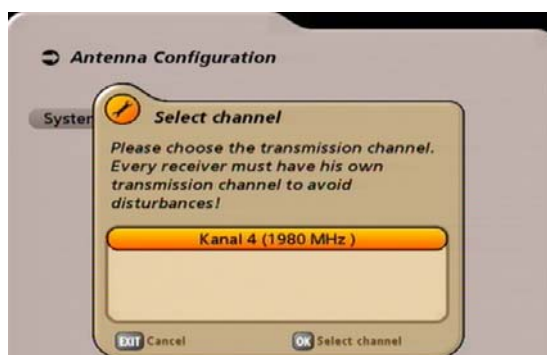 Antenna Configuration
Select channel
Please choose the transmission channel.
Every receiver must have his own
transmission channel to avoid
disturbances!
Kanal 4 (1980 MHz )
EXIT Cancel OK Select channel